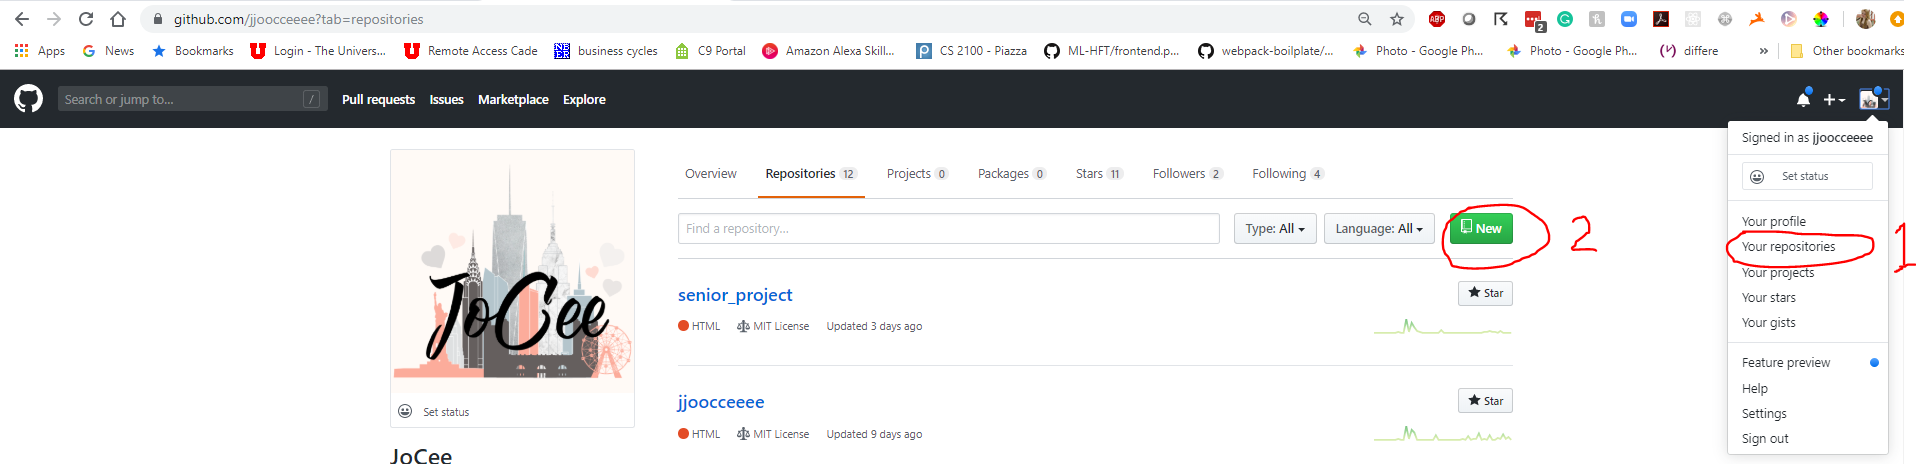 github.com/jjoocceeee?tab=repositories
ABP
2
Apps News Bookmarks Login - The Univers... Remote Access Cade business cycles C9 Portal Amazon Alexa Skill... CS 2100 - Piazza ML-HFT/frontend.p... webpack-boilplate/... Photo - Google Ph... Photo - Google Ph... differe » Other bookmarks
Search or jump to... / Pull requests Issues Marketplace Explore
Signed in as jjoocceeee
Set status
Your profile
Your repositories
Your projects
Your stars
Your gists
Feature preview
Help
Settings
Sign out
1
Overview Repositories 12 Projects 0 Packages 0 Stars 11 Followers 2 Following 4
Find a repository... Type: All Language: All New 2
JoCee
Set status
JoCee
senior_project Star
HTML MIT License Updated 3 days ago
jjoocceeee Star
HTML MIT License Updated 9 days ago